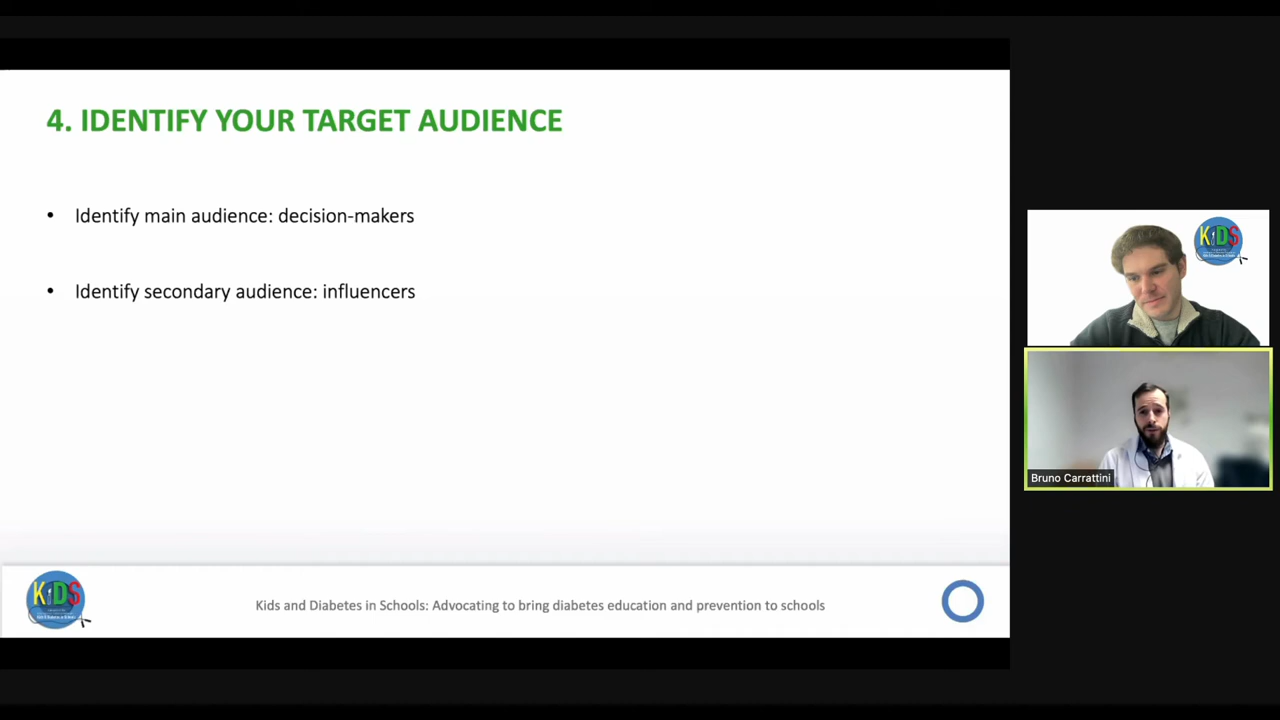 4. IDENTIFY YOUR TARGET AUDIENCE
• Identify main audience: decision-makers
• Identify secondary audience: influencers
KiDS
Bruno Carrattini
KiDS
Kids and Diabetes in Schools: Advocating to bring diabetes education and prevention to schools